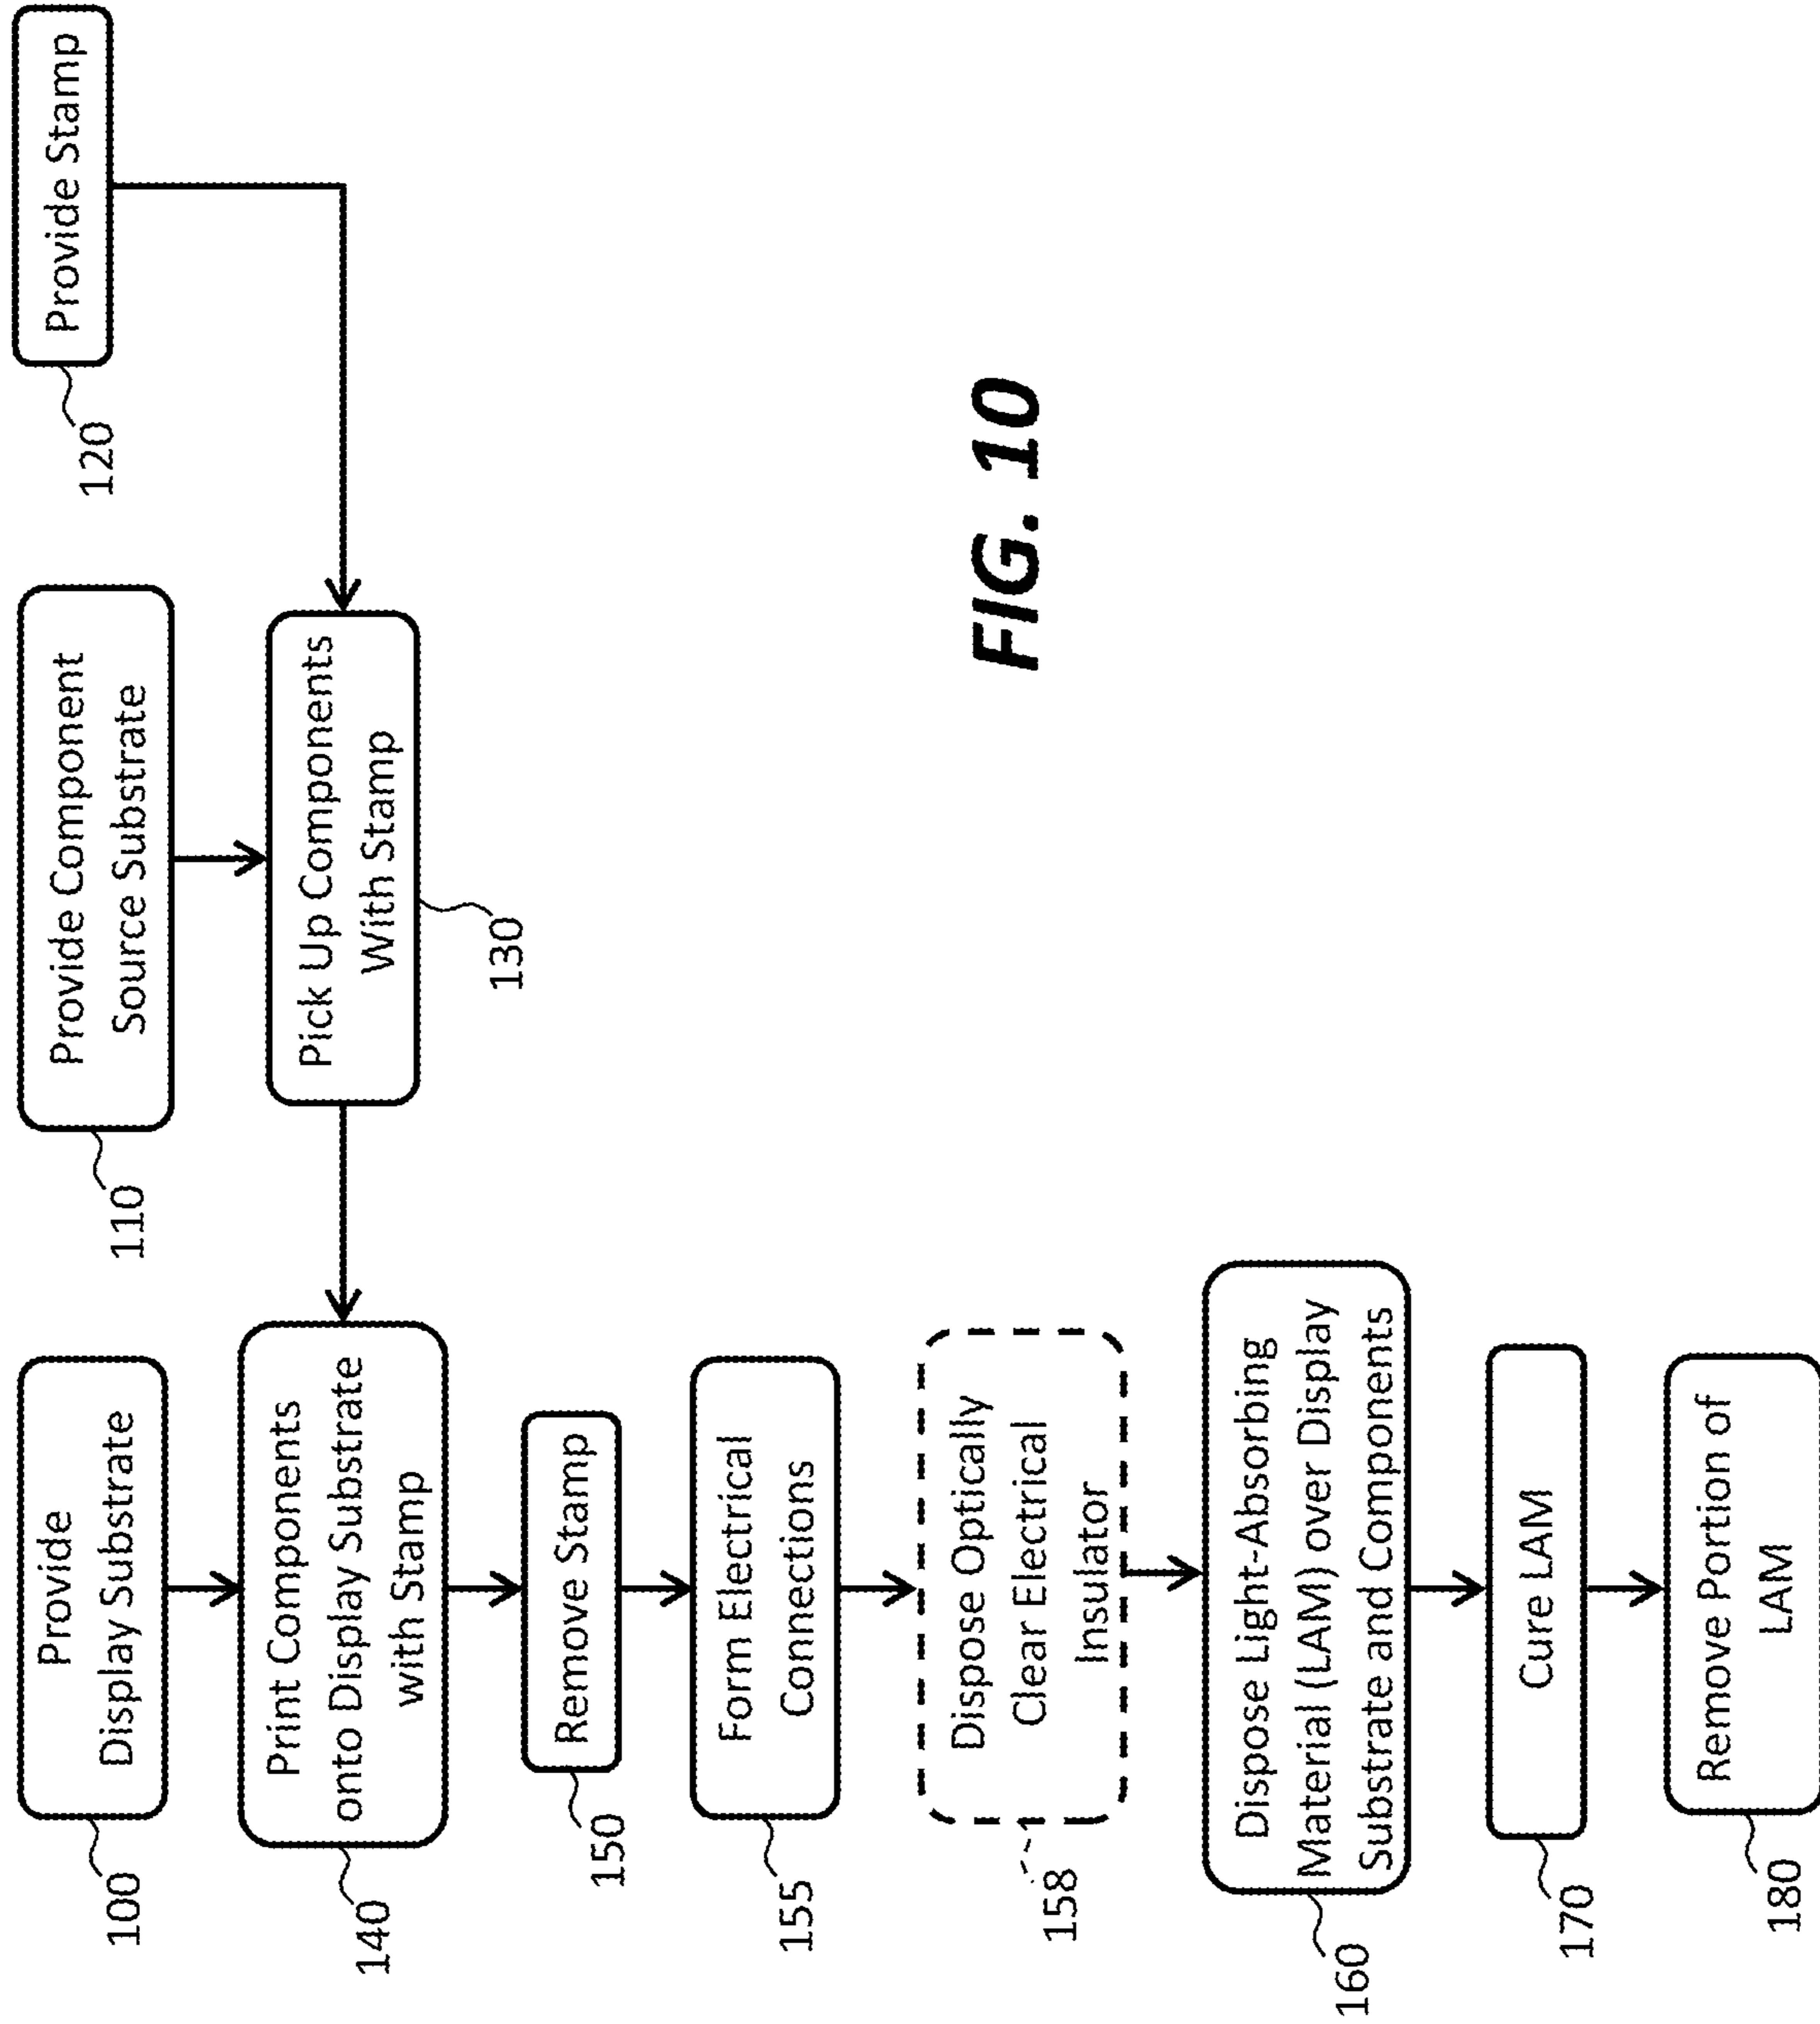 Provide
Display Substrate
100
Provide Component
Source Substrate
110
Provide Stamp
120
Print Components
onto Display Substrate
with Stamp
140
Pick Up Components
With Stamp
130
Remove Stamp
150
Form Electrical
Connections
155
Dispose Optically
Clear Electrical
Insulator
158
Dispose Light-Absorbing
Material (LAM) over Display
Substrate and Components
160
Cure LAM
170
Remove Portion of
LAM
180
FIG. 10